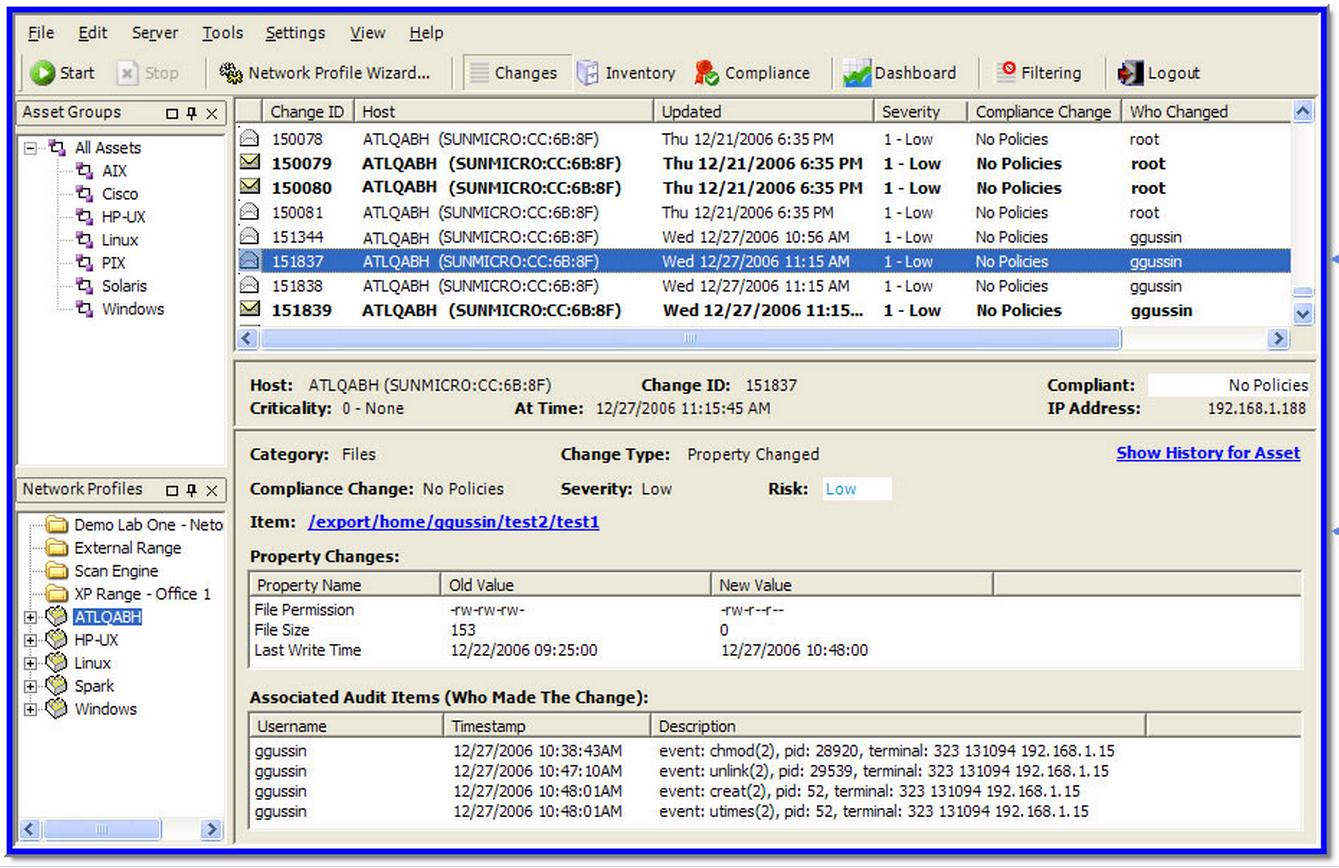 File Edit Server Tools Settings View Help
Start Stop Network Profile Wizard... Changes Inventory Compliance Dashboard Filtering Logout
Asset Groups
All Assets
AIX
Cisco
HP-UX
Linux
PIX
Solaris
Windows
Network Profiles
Demo Lab One - Neto
External Range
Scan Engine
XP Range - Office 1
ATLQABH
HP-UX
Linux
Spark
Windows
Change ID Host Updated Severity Compliance Change Who Changed
150078 ATLQABH (SUNMICRO:CC:6B:8F) Thu 12/21/2006 6:35 PM 1 - Low No Policies root
150079 ATLQABH (SUNMICRO:CC:6B:8F) Thu 12/21/2006 6:35 PM 1 - Low No Policies root
150080 ATLQABH (SUNMICRO:CC:6B:8F) Thu 12/21/2006 6:35 PM 1 - Low No Policies root
150081 ATLQABH (SUNMICRO:CC:6B:8F) Thu 12/21/2006 6:35 PM 1 - Low No Policies root
151344 ATLQABH (SUNMICRO:CC:6B:8F) Wed 12/27/2006 10:56 AM 1 - Low No Policies ggussin
151837 ATLQABH (SUNMICRO:CC:6B:8F) Wed 12/27/2006 11:15 AM 1 - Low No Policies ggussin
151838 ATLQABH (SUNMICRO:CC:6B:8F) Wed 12/27/2006 11:15 AM 1 - Low No Policies ggussin
151839 ATLQABH (SUNMICRO:CC:6B:8F) Wed 12/27/2006 11:15... 1 - Low No Policies ggussin
Host: ATLQABH (SUNMICRO:CC:6B:8F) Change ID: 151837 Compliant: No Policies
Criticality: 0 - None At Time: 12/27/2006 11:15:45 AM IP Address: 192.168.1.188
Category: Files Change Type: Property Changed Show History for Asset
Compliance Change: No Policies Severity: Low Risk: Low
Item: /export/home/ggussin/test2/test1
Property Changes:
Property Name Old Value New Value
File Permission -rw-rw-rw- -rw-r--r--
File Size 153 0
Last Write Time 12/22/2006 09:25:00 12/27/2006 10:48:00
Associated Audit Items (Who Made The Change):
Username Timestamp Description
ggussin 12/27/2006 10:38:43AM event: chmod(2), pid: 28920, terminal: 323 131094 192.168.1.15
ggussin 12/27/2006 10:47:10AM event: unlink(2), pid: 29539, terminal: 323 131094 192.168.1.15
ggussin 12/27/2006 10:48:01AM event: creat(2), pid: 52, terminal: 323 131094 192.168.1.15
ggussin 12/27/2006 10:48:01AM event: utimes(2), pid: 52, terminal: 323 131094 192.168.1.15